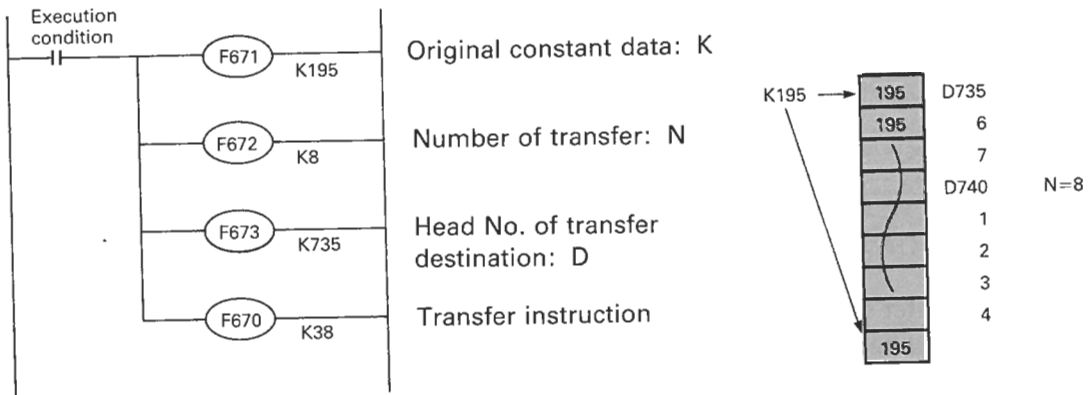 Execution
condition
F671
K195
Original constant data: K
F672
K8
Number of transfer: N
F673
K735
Head No. of transfer
destination: D
F670
K38
Transfer instruction
K195
195
D735
195
6
7
D740
N=8
1
2
3
4
195